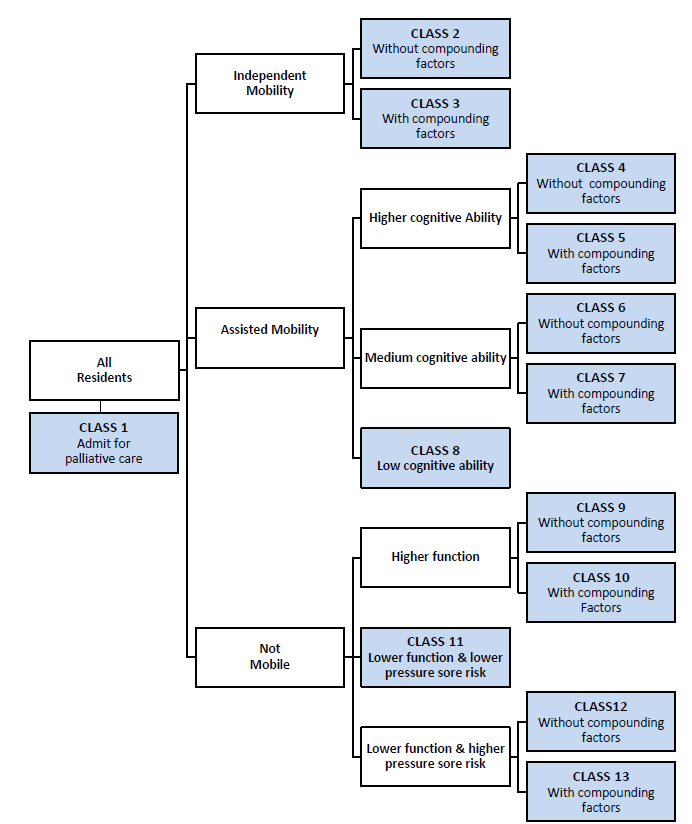 CLASS 2
Without compounding
factors
Independent
Mobility
CLASS 3
With compounding
factors
CLASS 4
Without  compounding
factors
Higher cognitive Ability
CLASS 5
With compounding
factors
CLASS 6
Without compounding
factors
Assisted Mobility
Medium cognitive ability
All
Residents
CLASS 7
With compounding
factors
CLASS 1
Admit for
palliative care
CLASS 8
Low cognitive ability
CLASS 9
Without compounding
factors
Higher function
CLASS 10
With compounding
Factors
Not
Mobile
CLASS 11
Lower function & lower
pressure sore risk
CLASS12
Without compounding
factors
Lower function & higher
pressure sore risk
CLASS 13
With compounding
factors